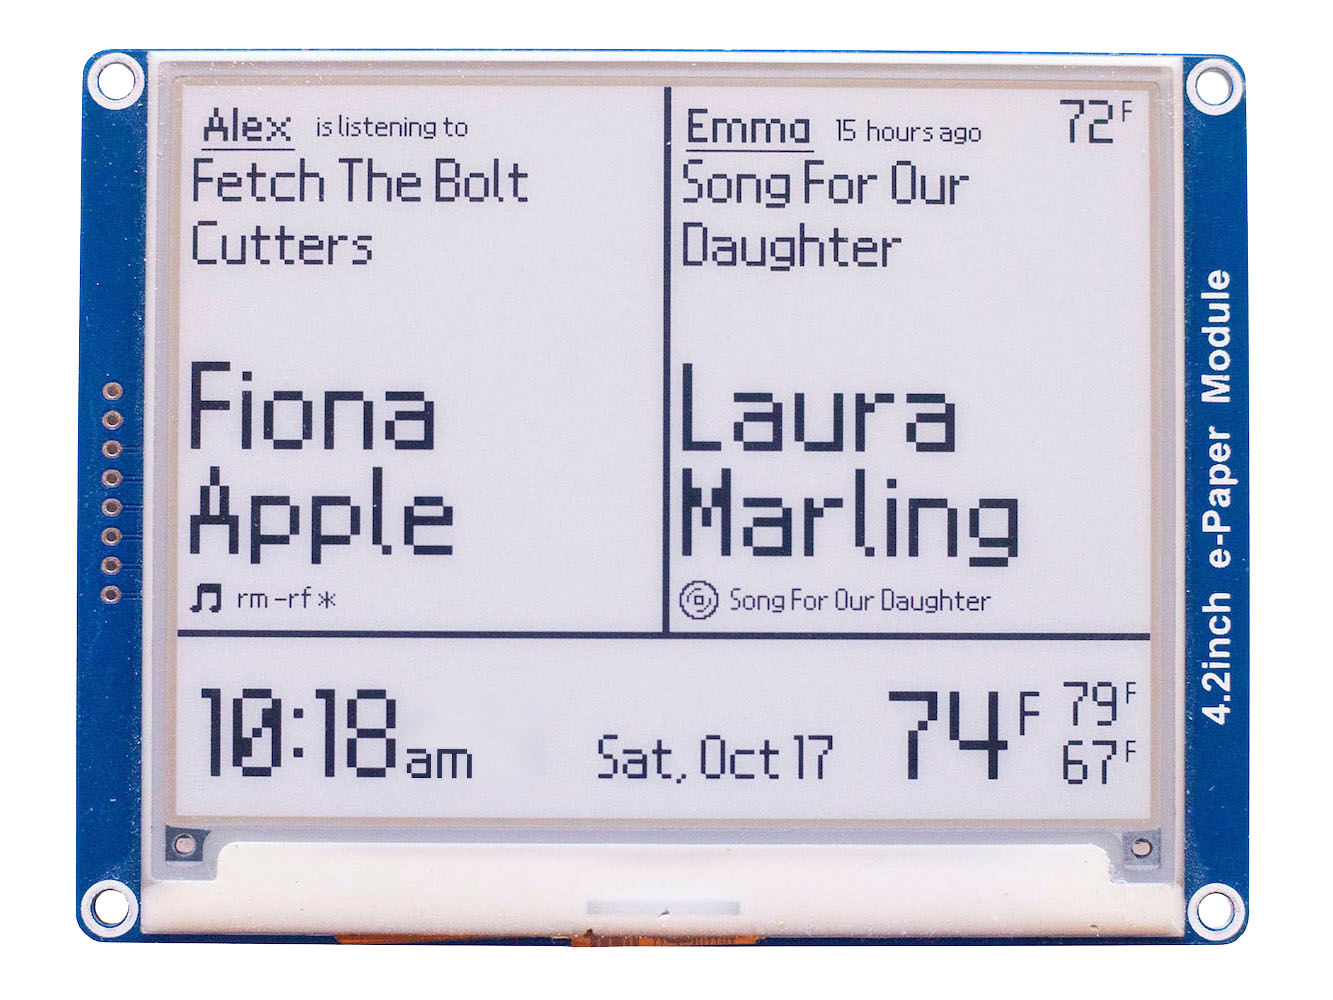 Alex is listening to
Fetch The Bolt
Cutters
Fiona
Apple
rm -rf *
Emma 15 hours ago
72F
Song For Our
Daughter
Laura
Marling
Song For Our Daughter
10:18am
Sat, Oct 17
74F
79F
67F
4.2inch e-Paper Module